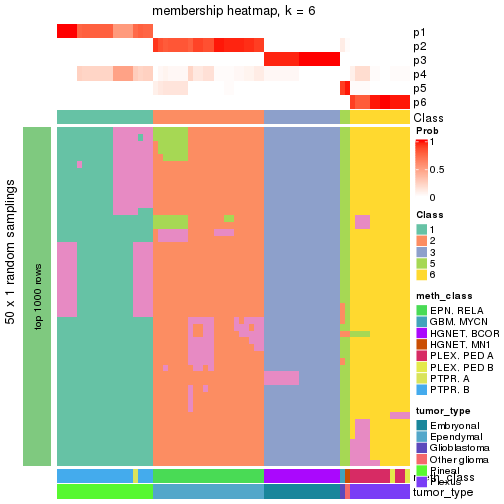 membership heatmap, k = 6
p1
p2
p3
p4
p5
p6
Class
50 x 1 random samplings
top 1000 rows
Prob
1
0.5
0
Class
1
2
3
5
6
meth_class
EPN. RELA
GBM. MYCN
HGNET. BCOR
HGNET. MN1
PLEX. PED A
PLEX. PED B
PTPR. A
PTPR. B
tumor_type
Embryonal
Ependymal
Glioblastoma
Other glioma
Pineal
Plexus
meth_class
tumor_type